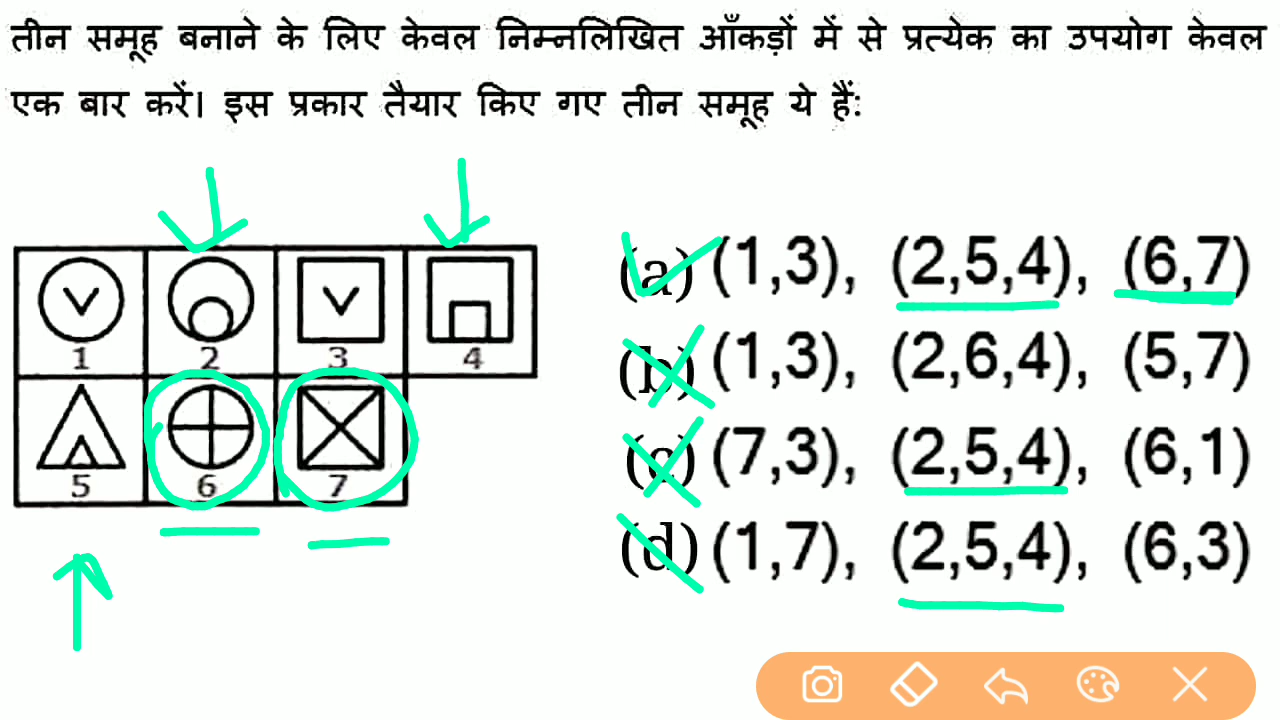 तीन समूह बनाने के लिए केवल निम्नलिखित आँकड़ों में से प्रत्येक का उपयोग केवल
एक बार करें। इस प्रकार तैयार किए गए तीन समूह ये हैं:
1 2 3 4
5 6 7
(a) (1,3), (2,5,4), (6,7)
(b) (1,3), (2,6,4), (5,7)
(c) (7,3), (2,5,4), (6,1)
(d) (1,7), (2,5,4), (6,3)